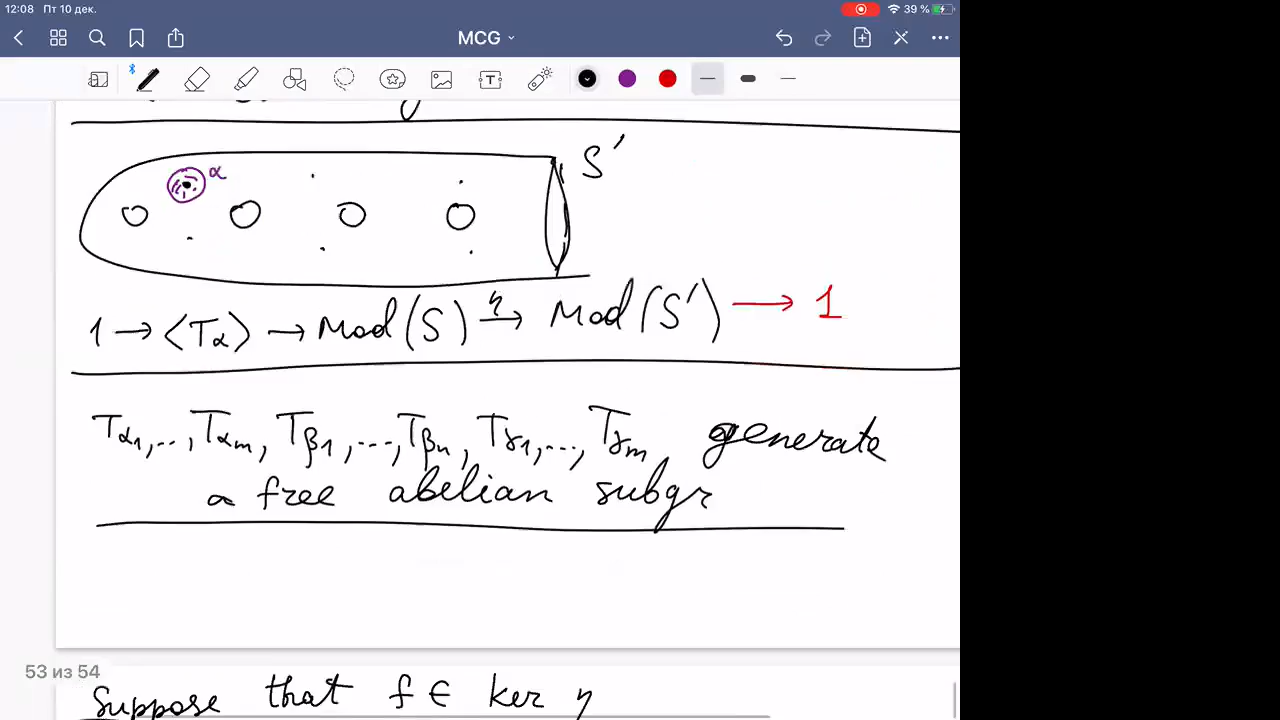 12:08 Пт 10 дек. 39 %
MCG
S′
α
1 → ⟨Tα⟩ → Mod(S) →η Mod(S′) → 1
Tα1,..., Tαm, Tβ1,...,Tβn, Tγ1,..., Tγm generate
a free abelian subgr
53 из 54
Suppose that f ∈ ker η